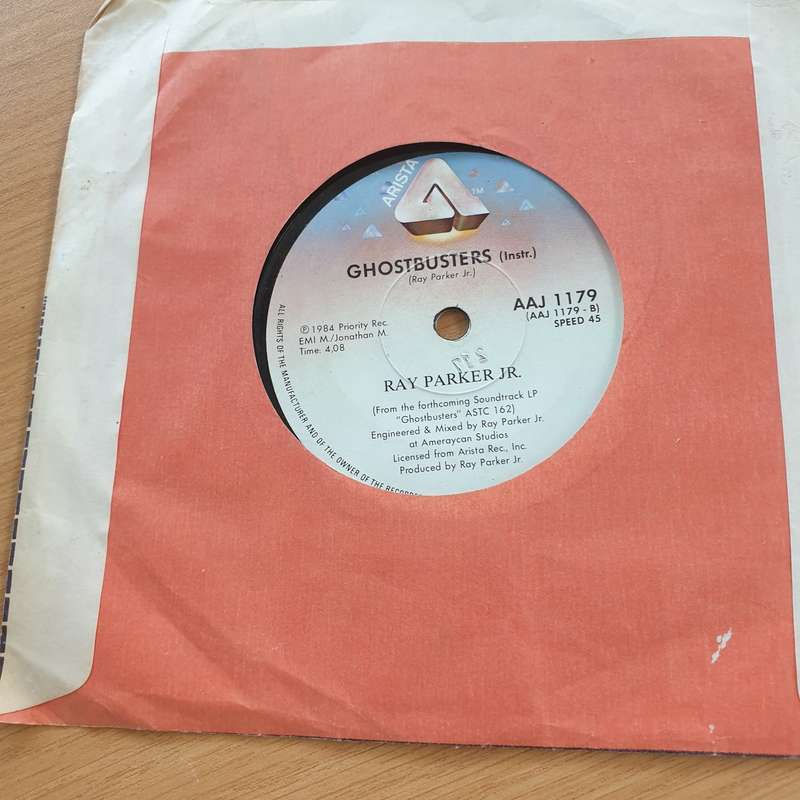 ARISTA
TM
GHOSTBUSTERS (Instr.)
(Ray Parker Jr.)
℗ 1984 Priority Rec.
EMI M./Jonathan M.
Time: 4,08
AAJ 1179
(AAJ 1179 - B)
SPEED 45
RAY PARKER JR.
(From the forthcoming Soundtrack LP
"Ghostbusters" ASTC 162)
Engineered & Mixed by Ray Parker Jr.
at Ameraycan Studios
Licensed from Arista Rec., Inc.
Produced by Ray Parker Jr.
ALL RIGHTS OF THE MANUFACTURER AND OF THE OWNER OF THE